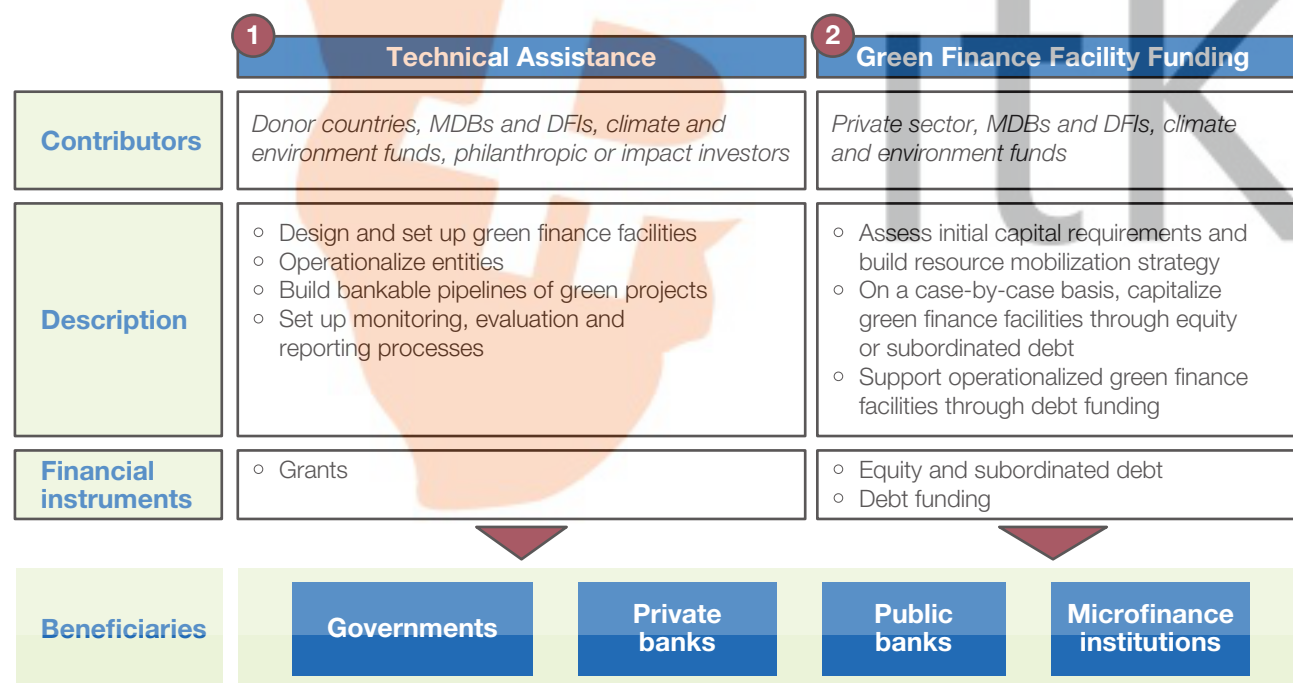 1
Technical Assistance
2
Green Finance Facility Funding
Contributors
Donor countries, MDBs and DFIs, climate and
environment funds, philanthropic or impact investors
Private sector, MDBs and DFIs, climate
and environment funds
Description
○ Design and set up green finance facilities
○ Operationalize entities
○ Build bankable pipelines of green projects
○ Set up monitoring, evaluation and
reporting processes
○ Assess initial capital requirements and
build resource mobilization strategy
○ On a case-by-case basis, capitalize
green finance facilities through equity
or subordinated debt
○ Support operationalized green finance
facilities through debt funding
Financial
instruments
○ Grants
○ Equity and subordinated debt
○ Debt funding
Beneficiaries
Governments
Private
banks
Public
banks
Microfinance
institutions